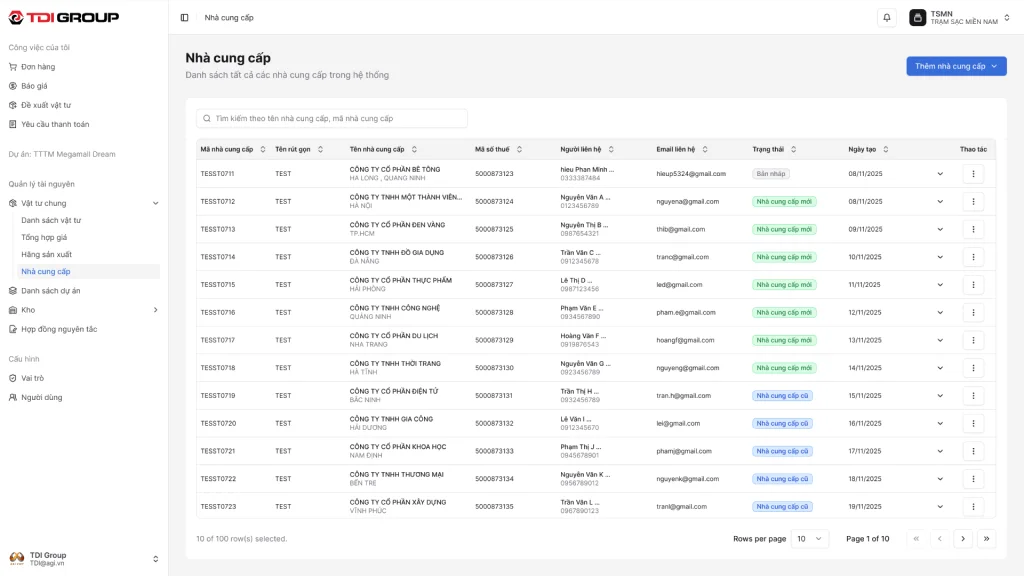 TDI GROUP
Công việc của tôi
Đơn hàng
Báo giá
Đề xuất vật tư
Yêu cầu thanh toán
Dự án: TTTM Megamall Dream
Quản lý tài nguyên
Vật tư chung
Danh sách vật tư
Tổng hợp giá
Hãng sản xuất
Nhà cung cấp
Danh sách dự án
Kho
Hợp đồng nguyên tắc
Cấu hình
Vai trò
Người dùng
TDI Group
TDI@agi.vn
Nhà cung cấp
TSMN
TRẠM SẠC MIỀN NAM
Nhà cung cấp
Danh sách tất cả các nhà cung cấp trong hệ thống
Thêm nhà cung cấp
Tìm kiếm theo tên nhà cung cấp, mã nhà cung cấp
Mã nhà cung cấp Tên rút gọn Tên nhà cung cấp Mã số thuế Người liên hệ Email liên hệ Trạng thái Ngày tạo Thao tác
TESST0711 TEST CÔNG TY CỔ PHẦN BÊ TÔNG 5000873123 hieu Phan Minh ... hieup5324@gmail.com Bản nháp 08/11/2025
HẠ LONG , QUẢNG NINH 0333387484
TESST0712 TEST CÔNG TY TNHH MỘT THÀNH VIÊN... 5000873124 Nguyễn Văn A ... nguyena@gmail.com Nhà cung cấp mới 08/11/2025
HÀ NỘI 0123456789
TESST0713 TEST CÔNG TY CỔ PHẦN ĐEN VÀNG 5000873125 Nguyễn Thị B ... thib@gmail.com Nhà cung cấp mới 09/11/2025
TP.HCM 0987654321
TESST0714 TEST CÔNG TY TNHH ĐỒ GIA DỤNG 5000873126 Trần Văn C ... tranc@gmail.com Nhà cung cấp mới 10/11/2025
ĐÀ NẴNG 0912345678
TESST0715 TEST CÔNG TY CỔ PHẦN THỰC PHẨM 5000873127 Lê Thị D ... led@gmail.com Nhà cung cấp mới 11/11/2025
HẢI PHÒNG 0987123456
TESST0716 TEST CÔNG TY TNHH CÔNG NGHỆ 5000873128 Phạm Văn E ... pham.e@gmail.com Nhà cung cấp mới 12/11/2025
QUẢNG NINH 0934567890
TESST0717 TEST CÔNG TY CỔ PHẦN DU LỊCH 5000873129 Hoàng Văn F ... hoangf@gmail.com Nhà cung cấp mới 13/11/2025
NHA TRANG 0919876543
TESST0718 TEST CÔNG TY TNHH THỜI TRANG 5000873130 Nguyễn Văn G ... nguyeng@gmail.com Nhà cung cấp mới 14/11/2025
HÀ TĨNH 0923456789
TESST0719 TEST CÔNG TY CỔ PHẦN ĐIỆN TỬ 5000873131 Trần Thị H ... tran.h@gmail.com Nhà cung cấp cũ 15/11/2025
BẮC NINH 0932456789
TESST0720 TEST CÔNG TY TNHH GIA CÔNG 5000873132 Lê Văn I ... lei@gmail.com Nhà cung cấp cũ 16/11/2025
HẢI DƯƠNG 0912345670
TESST0721 TEST CÔNG TY CỔ PHẦN KHOA HỌC 5000873133 Phạm Thị J ... phamj@gmail.com Nhà cung cấp cũ 17/11/2025
NAM ĐỊNH 0945678901
TESST0722 TEST CÔNG TY TNHH THƯƠNG MẠI 5000873134 Nguyễn Văn K ... nguyenk@gmail.com Nhà cung cấp cũ 18/11/2025
BẾN TRE 0956789012
TESST0723 TEST CÔNG TY CỔ PHẦN XÂY DỰNG 5000873135 Trần Văn L ... tranl@gmail.com Nhà cung cấp cũ 19/11/2025
VĨNH PHÚC 0967890123
10 of 100 row(s) selected. Rows per page 10 Page 1 of 10